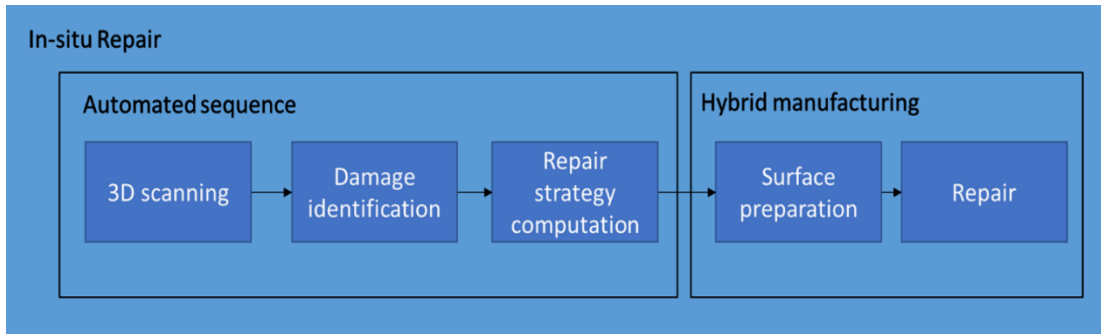 In-situ Repair
Automated sequence
Hybrid manufacturing
3D scanning
Damage
identification
Repair
strategy
computation
Surface
preparation
Repair